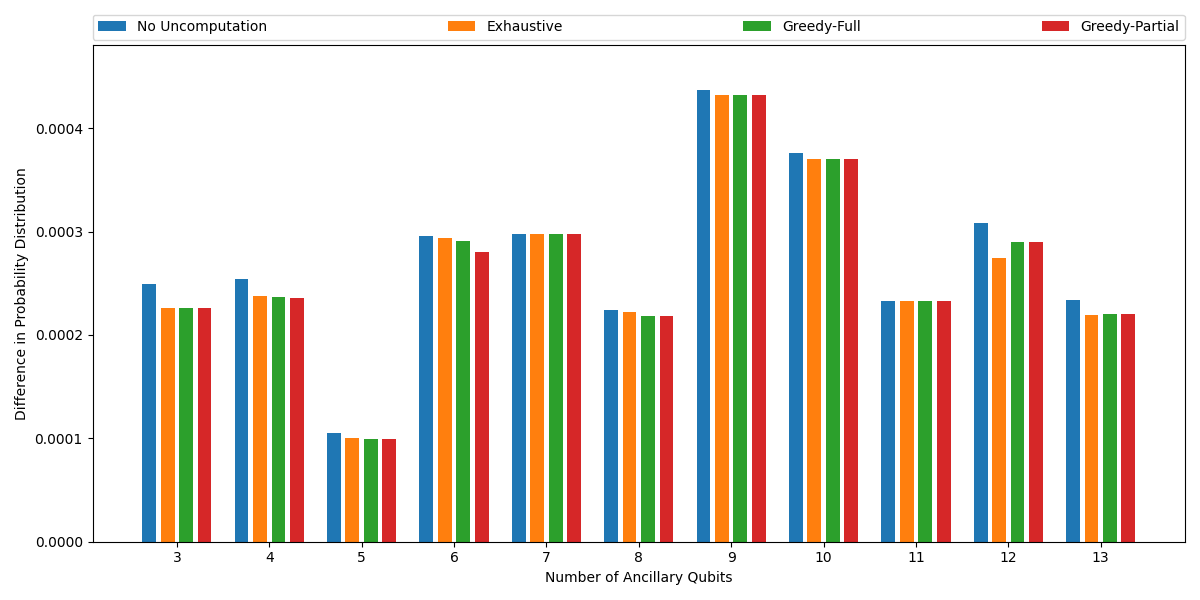 No Uncomputation Exhaustive Greedy-Full Greedy-Partial
Difference in Probability Distribution
0.0004
0.0003
0.0002
0.0001
0.0000
3 4 5 6 7 8 9 10 11 12 13
Number of Ancillary Qubits